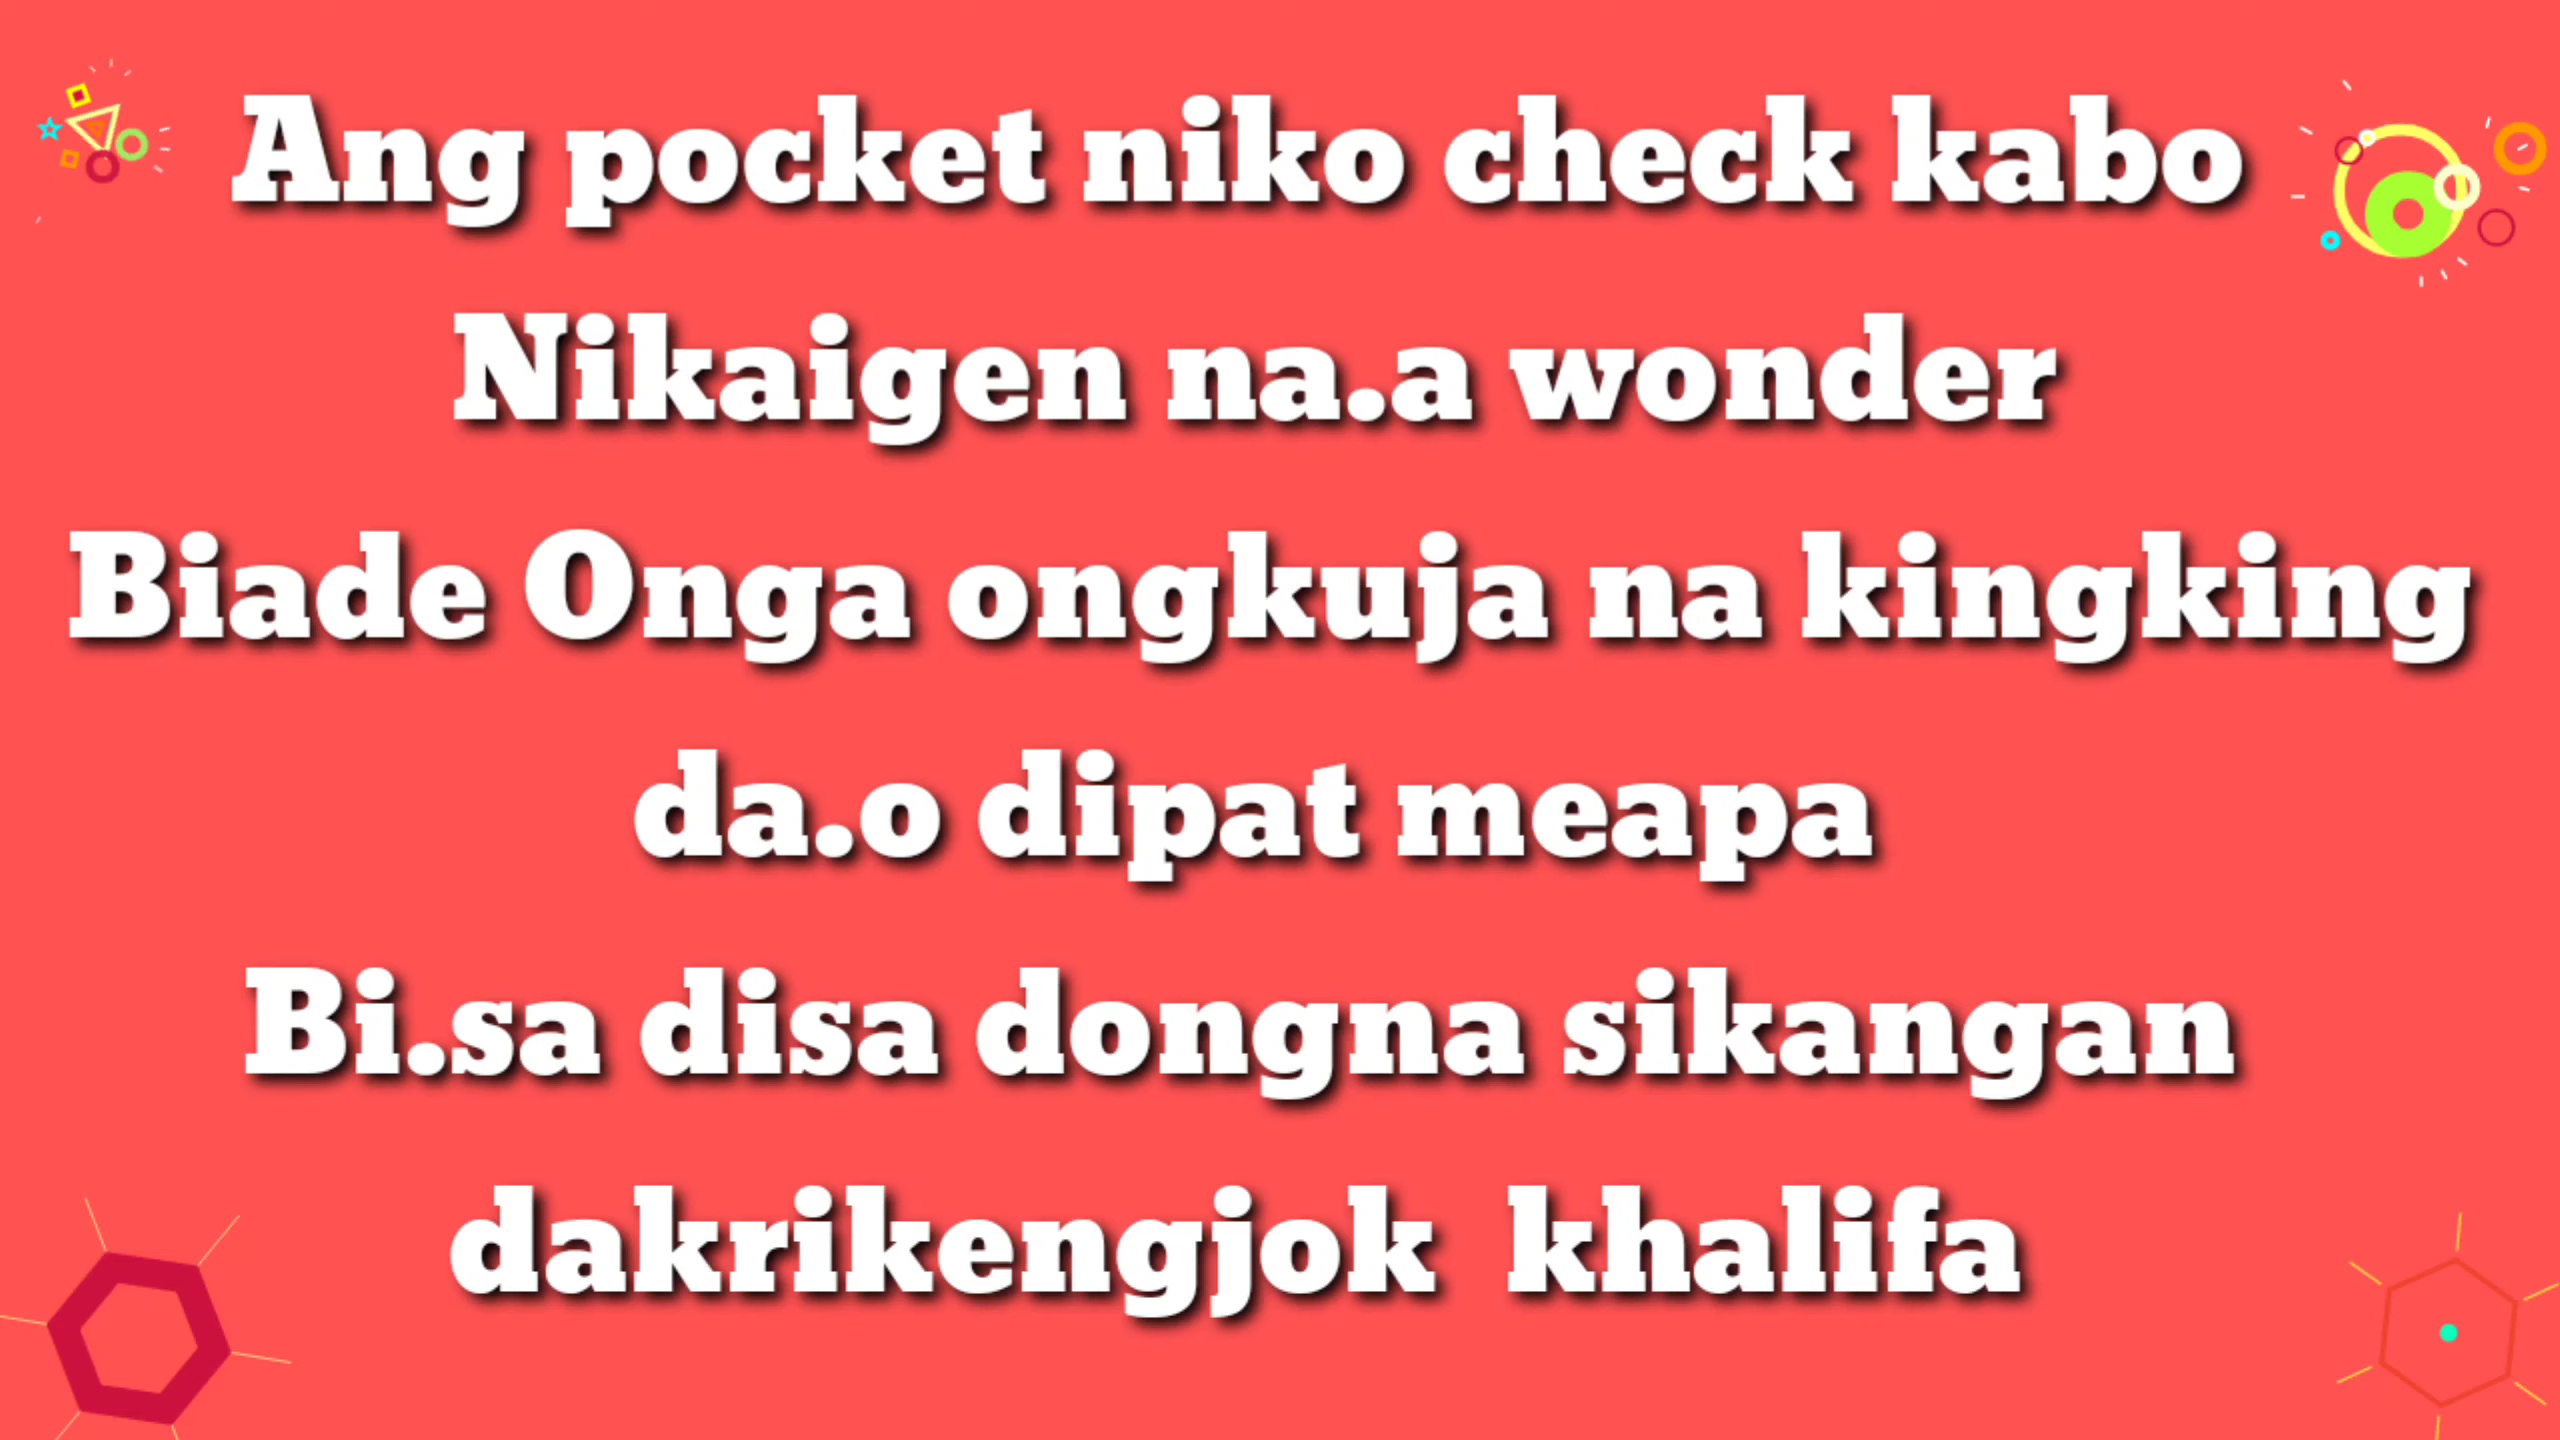 Ang pocket niko check kabo
Nikaigen na.a wonder
Biade Onga ongkuja na kingking
da.o dipat meapa
Bi.sa disa dongna sikangan
dakrikengjok khalifa